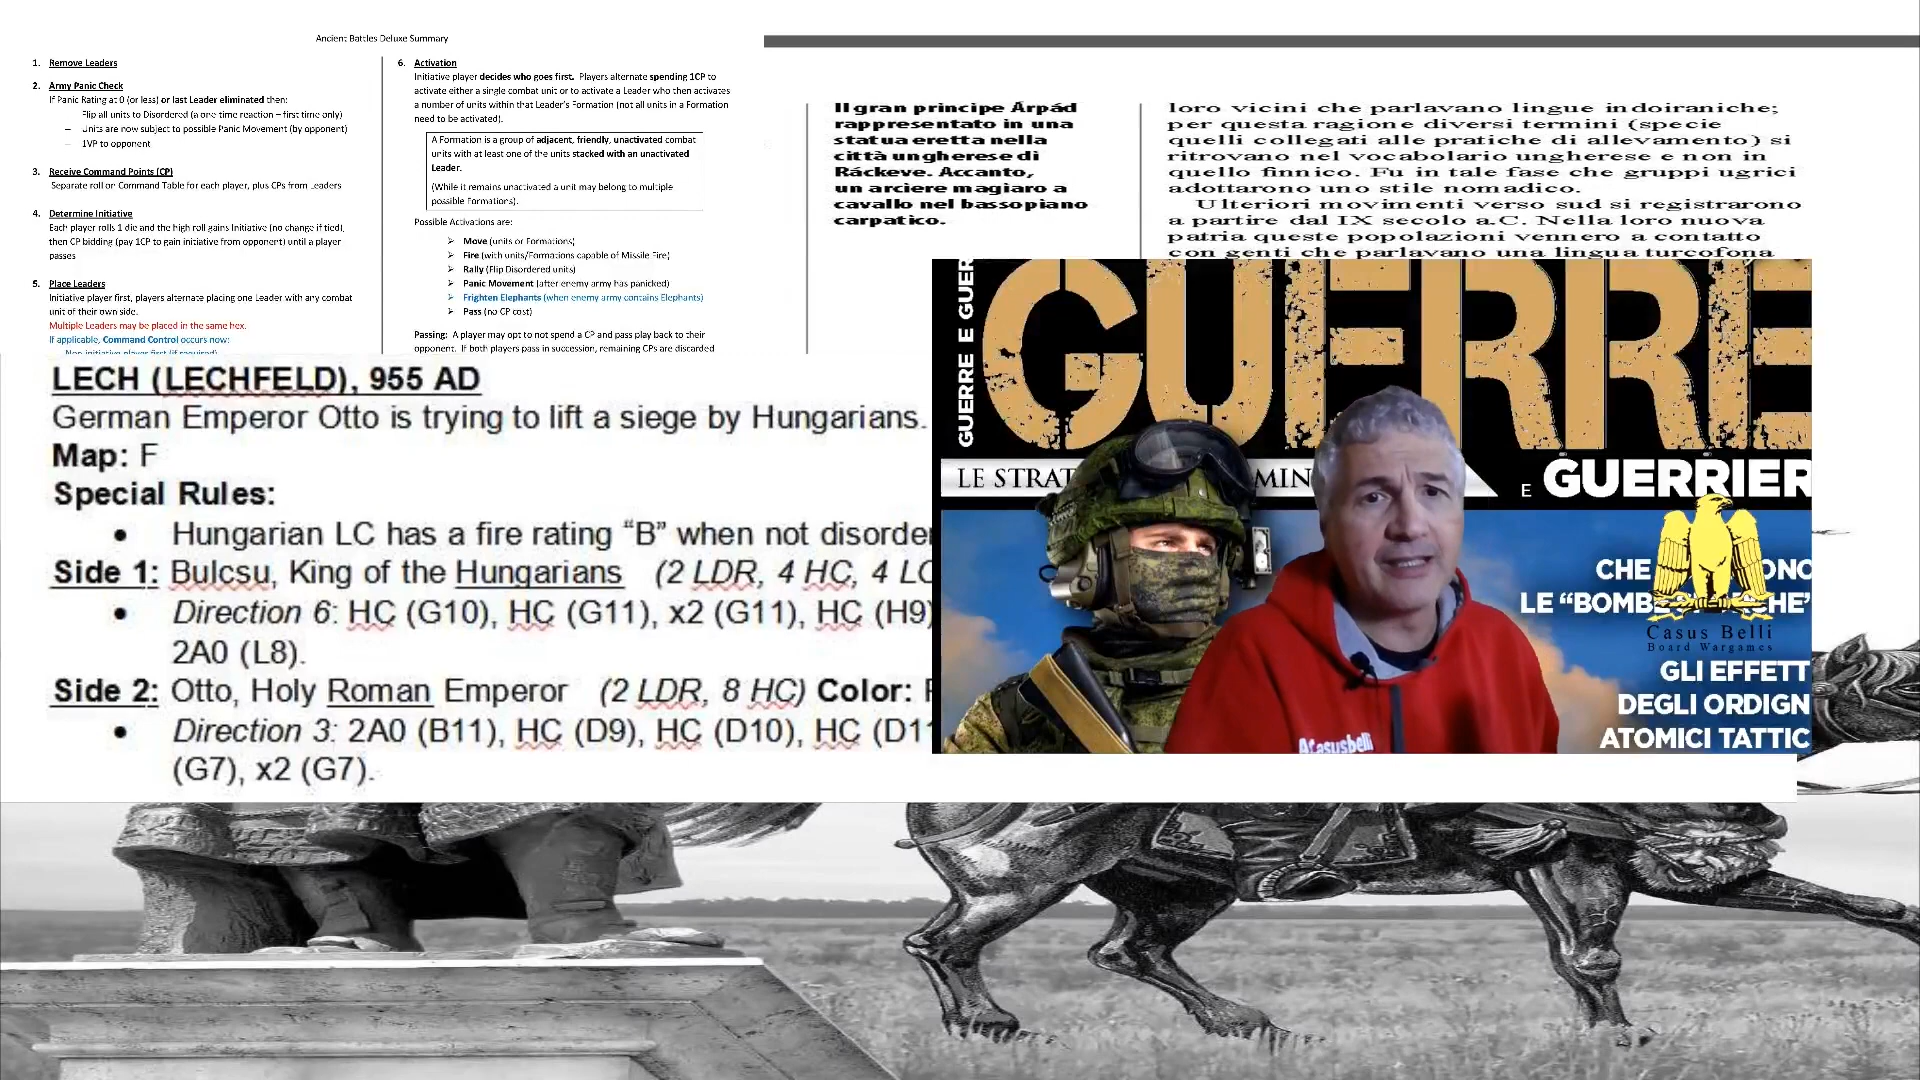 Ancient Battles Deluxe Summary
1. Remove Leaders
2. Army Panic Check
If Panic Rating at 0 (or less) or last Leader eliminated then:
Flip all units to Disordered (a one-time reaction – first time only)
– Units are now subject to possible Panic Movement (by opponent)
– 1VP to opponent
3. Receive Command Points (CP)
Separate roll on Command Table for each player, plus CPs from Leaders
4. Determine Initiative
Each player rolls 1 die and the high roll gains Initiative (no change if tied),
then CP bidding (pay 1CP to gain initiative from opponent) until a player
passes
5. Place Leaders
Initiative player first, players alternate placing one Leader with any combat
unit of their own side.
Multiple Leaders may be placed in the same hex.
If applicable, Command Control occurs now:
Non-initiative player first (if required)
6. Activation
Initiative player decides who goes first. Players alternate spending 1CP to
activate either a single combat unit or to activate a Leader who then activates
a number of units within that Leader's Formation (not all units in a Formation
need to be activated).
A Formation is a group of adjacent, friendly, unactivated combat
units with at least one of the units stacked with an unactivated
Leader.
(While it remains unactivated a unit may belong to multiple
possible Formations).
Possible Activations are:
➢ Move (units or Formations)
➢ Fire (with units/Formations capable of Missile Fire)
➢ Rally (Flip Disordered units)
➢ Panic Movement (after enemy army has panicked)
➢ Frighten Elephants (when enemy army contains Elephants)
➢ Pass (no CP cost)
Passing: A player may opt to not spend a CP and pass play back to their
opponent. If both players pass in succession, remaining CPs are discarded
Il gran principe Árpád
rappresentato in una
statua eretta nella
città ungherese di
Ráckeve. Accanto,
un arciere magiaro a
cavallo nel bassopiano
carpatico.
loro vicini che parlavano lingue indoiraniche;
per questa ragione diversi termini (specie
quelli collegati alle pratiche di allevamento) si
ritrovano nel vocabolario ungherese e non in
quello finnico. Fu in tale fase che gruppi ugrici
adottarono uno stile nomadico.
Ulteriori movimenti verso sud si registrarono
a partire dal IX secolo a.C. Nella loro nuova
patria queste popolazioni vennero a contatto
con genti che parlavano una lingua turcofona
LECH (LECHFELD), 955 AD
German Emperor Otto is trying to lift a siege by Hungarians.
Map: F
Special Rules:
• Hungarian LC has a fire rating “B” when not disorder
Side 1: Bulcsu, King of the Hungarians (2 LDR, 4 HC, 4 LC
• Direction 6: HC (G10), HC (G11), x2 (G11), HC (H9)
2A0 (L8).
Side 2: Otto, Holy Roman Emperor (2 LDR, 8 HC) Color:
• Direction 3: 2A0 (B11), HC (D9), HC (D10), HC (D11
(G7), x2 (G7).
GUERRE E GUER
GUERRE
LE STRAT MIN
E GUERRIER
CHE ONO
LE “BOMB CHE”
Casus Belli
Board Wargames
GLI EFFETT
DEGLI ORDIGN
ATOMICI TATTIC
Acasusbelli